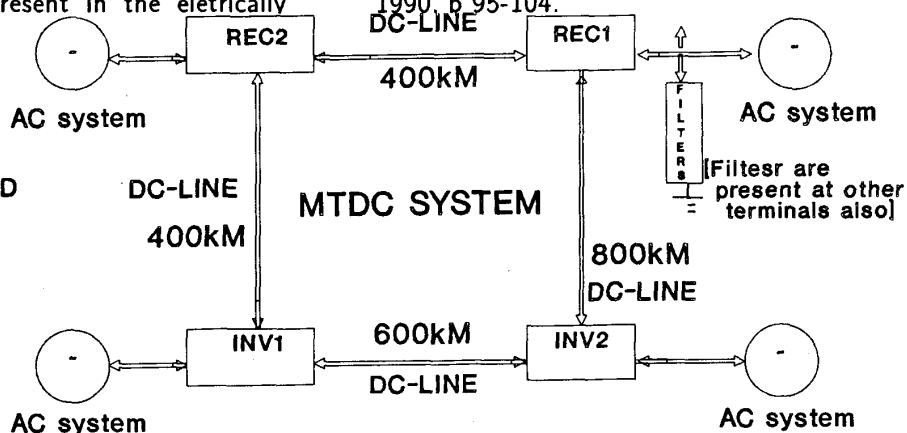 resent in the eletrically
1990, p 95-104.
REC2
DC-LINE
400kM
REC1
AC system
AC system
FILTERS
[Filtesr are
present at other
terminals also]
D
DC-LINE
400kM
MTDC SYSTEM
800kM
DC-LINE
INV1
600kM
DC-LINE
INV2
AC system
AC system